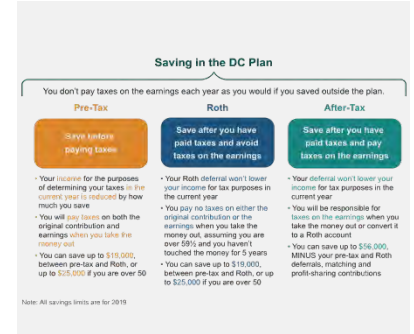 Saving in the DC Plan
You don't pay taxes on the earnings each year as you would if you saved outside the plan.
Pre-Tax
Save before
paying taxes
• Your income for the purposes
of determining your taxes in the
current year is reduced by how
much you save
• You will pay taxes on both the
original contribution and
earnings when you take the
money out
• You can save up to $19,000,
between pre-tax and Roth, or
up to $25,000 if you are over 50
Roth
Save after you have
paid taxes and avoid
taxes on the earnings
• Your Roth deferral won't lower
your income for tax purposes in
the current year
• You pay no taxes on either the
original contribution or the
earnings when you take the
money out, assuming you are
over 59½ and you haven't
touched the money for 5 years
• You can save up to $19,000,
between pre-tax and Roth, or up
to $25,000 if you are over 50
After-Tax
Save after you have
paid taxes and pay
taxes on the earnings
• Your deferral won't lower your
income for tax purposes in the
current year
• You will be responsible for
taxes on the earnings when you
take the money out or convert it
to a Roth account
• You can save up to $56,000,
MINUS your pre-tax and Roth
deferrals, matching and
profit-sharing contributions
Note: All savings limits are for 2019